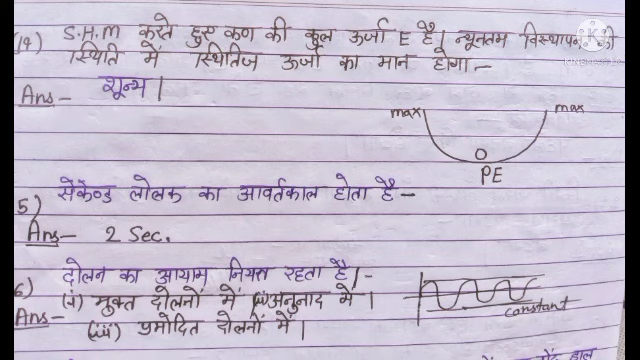 (4) S.H.M करते हुए कण की कुल ऊर्जा E है। न्यूनतम विस्थापन की
स्थिति में स्थितिज ऊर्जा का मान होगा-
Ans- शून्य।
max max
0
PE
5) सेकेण्ड लोलक का आवर्तकाल होता है-
Ans- 2 Sec.
6) दोलन का आयाम नियत रहता है।-
(i) मुक्त दोलनों में (ii) अनुनाद में।
Ans- (iii) प्रमोदित दोलनों में।
constant